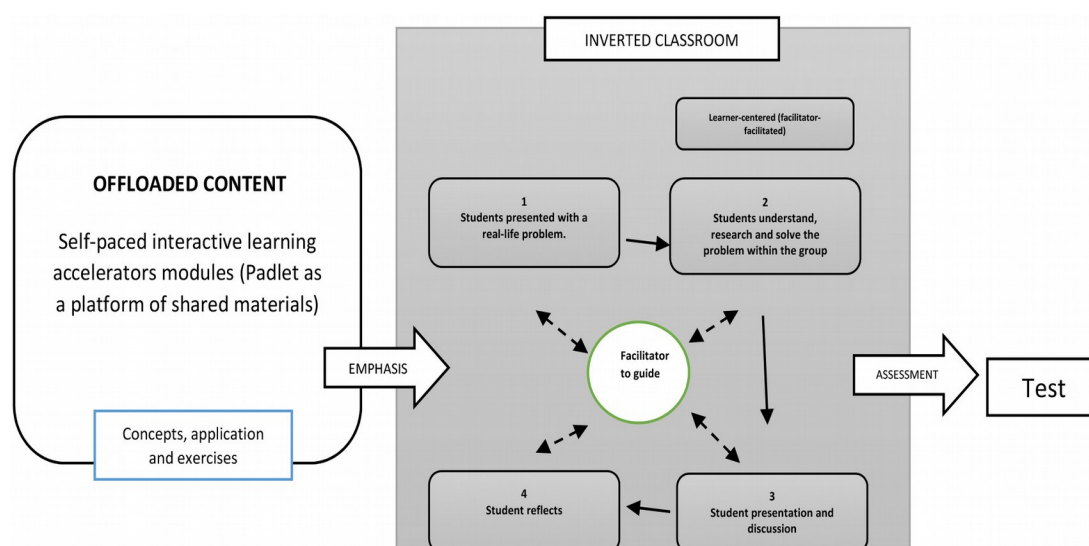 INVERTED CLASSROOM
Learner-centered (facilitator-
facilitated)
OFFLOADED CONTENT
Self-paced interactive learning
accelerators modules (Padlet as
a platform of shared materials)
Concepts, application
and exercises
EMPHASIS
1
Students presented with a
real-life problem.
2
Students understand,
research and solve the
problem within the group
Facilitator
to guide
4
Student reflects
3
Student presentation and
discussion
ASSESSMENT
Test